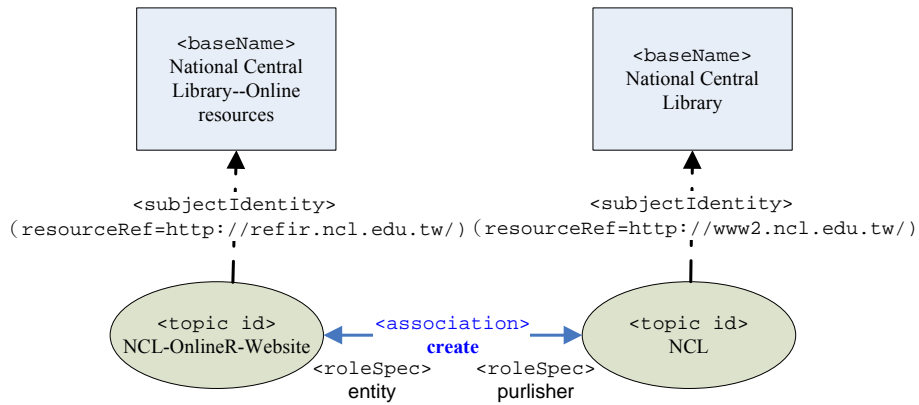 <baseName>
National Central
Library--Online
resources
<baseName>
National Central
Library
<subjectIdentity>
(resourceRef=http://refir.ncl.edu.tw/)
<subjectIdentity>
(resourceRef=http://www2.ncl.edu.tw/)
<topic id>
NCL-OnlineR-Website
<association>
create
<topic id>
NCL
<roleSpec>
entity
<roleSpec>
purlisher